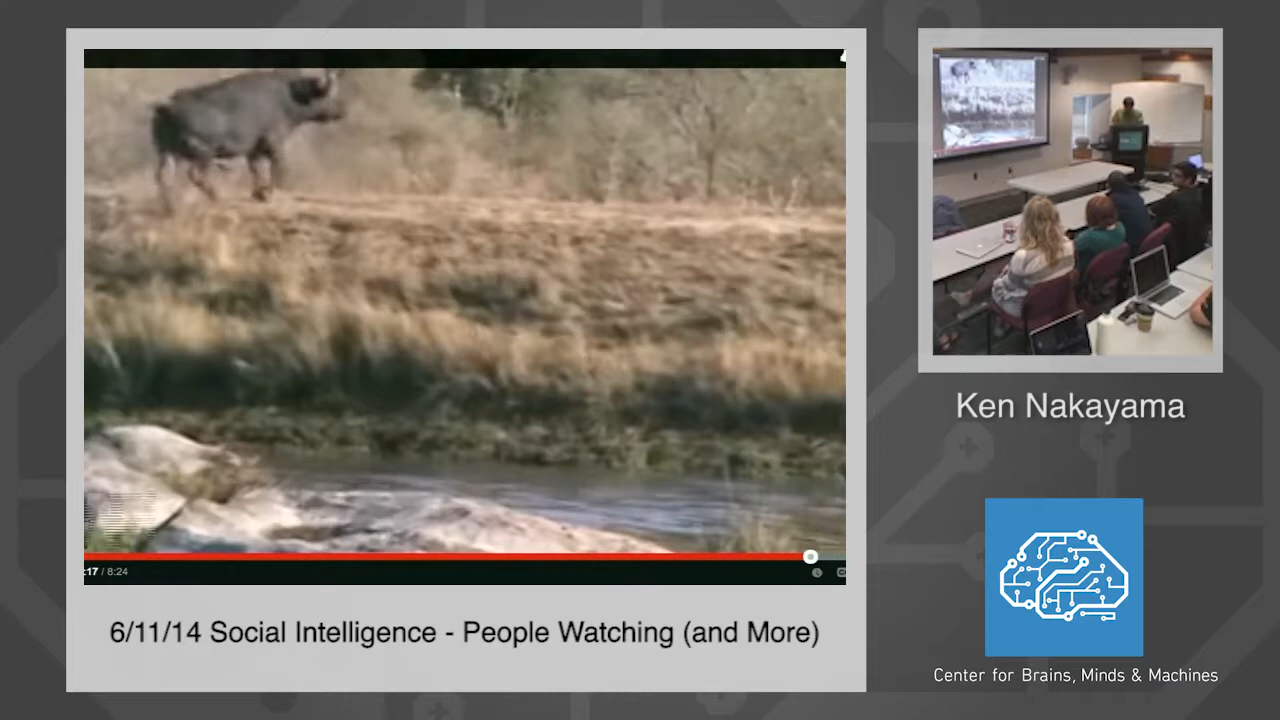 :17 / 8:24
6/11/14 Social Intelligence - People Watching (and More)
Ken Nakayama
Center for Brains, Minds & Machines